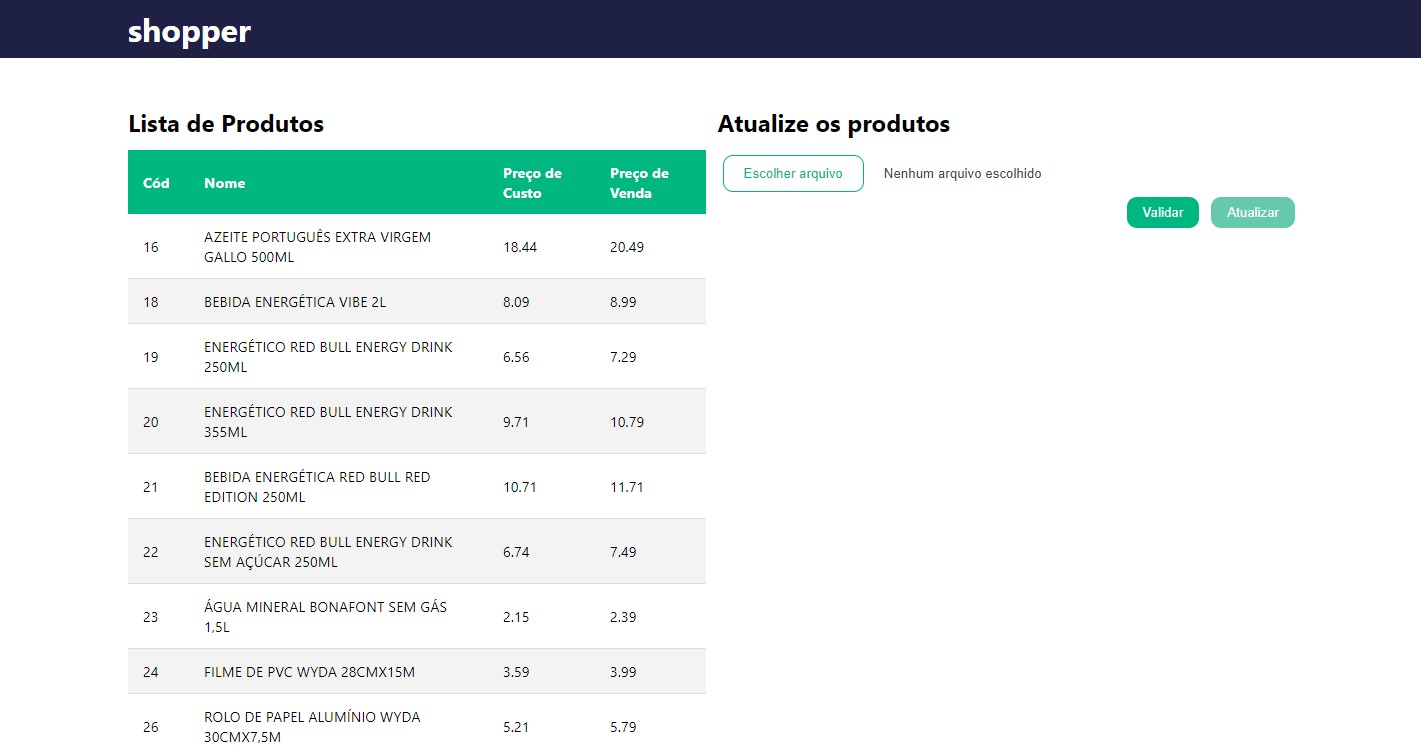 shopper
Lista de Produtos
Cód Nome Preço de Custo Preço de Venda
16 AZEITE PORTUGUÊS EXTRA VIRGEM GALLO 500ML 18.44 20.49
18 BEBIDA ENERGÉTICA VIBE 2L 8.09 8.99
19 ENERGÉTICO RED BULL ENERGY DRINK 250ML 6.56 7.29
20 ENERGÉTICO RED BULL ENERGY DRINK 355ML 9.71 10.79
21 BEBIDA ENERGÉTICA RED BULL RED EDITION 250ML 10.71 11.71
22 ENERGÉTICO RED BULL ENERGY DRINK SEM AÇÚCAR 250ML 6.74 7.49
23 ÁGUA MINERAL BONAFONT SEM GÁS 1,5L 2.15 2.39
24 FILME DE PVC WYDA 28CMX15M 3.59 3.99
26 ROLO DE PAPEL ALUMÍNIO WYDA 30CMX7,5M 5.21 5.79
Atualize os produtos
Escolher arquivo Nenhum arquivo escolhido
Validar Atualizar